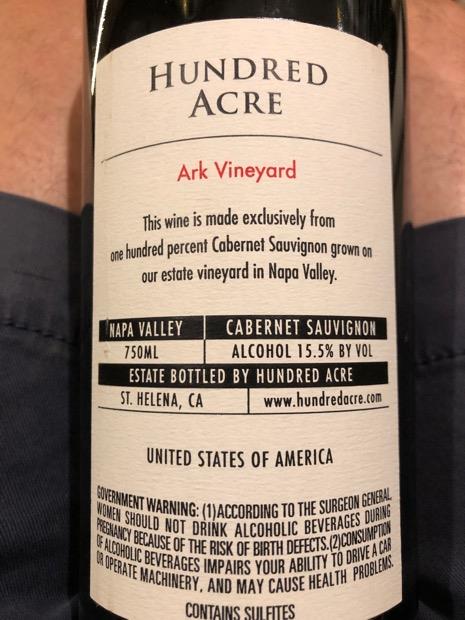 HUNDRED
ACRE
Ark Vineyard
This wine is made exclusively from
one hundred percent Cabernet Sauvignon grown on
our estate vineyard in Napa Valley.
NAPA VALLEY CABERNET SAUVIGNON
750ML ALCOHOL 15.5% BY VOL
ESTATE BOTTLED BY HUNDRED ACRE
ST. HELENA, CA www.hundredacre.com
UNITED STATES OF AMERICA
GOVERNMENT WARNING: (1)ACCORDING TO THE SURGEON GENERAL,
WOMEN SHOULD NOT DRINK ALCOHOLIC BEVERAGES DURING
PREGNANCY BECAUSE OF THE RISK OF BIRTH DEFECTS.(2)CONSUMPTION
OF ALCOHOLIC BEVERAGES IMPAIRS YOUR ABILITY TO DRIVE A CAR
OR OPERATE MACHINERY, AND MAY CAUSE HEALTH PROBLEMS.
CONTAINS SULFITES